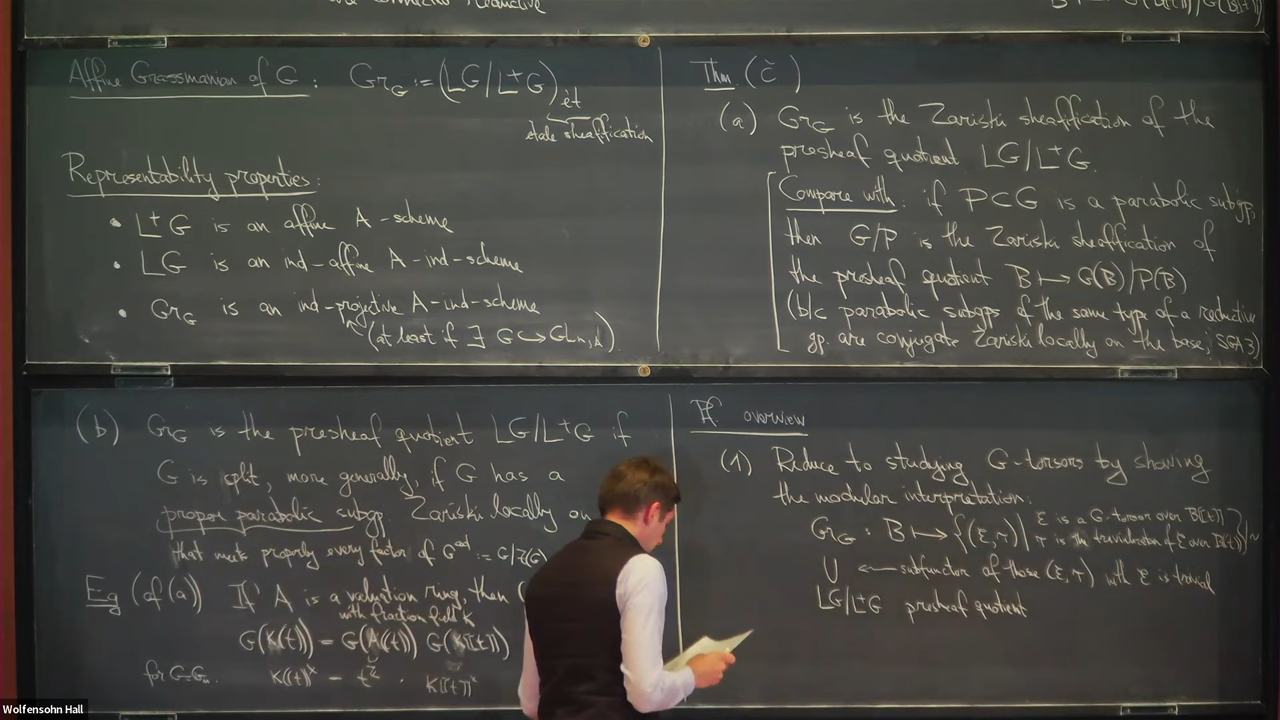 Affine Grassmanian of G : Gr_G := (LG/L⁺G)_ét
étale sheaffication
Representability properties:
• L⁺G is an affine A-scheme
• LG is an ind-affine A-ind-scheme
• Gr_G is an ind-projective A-ind-scheme
(at least if ∃ G ↪ GL_{n,A})
Thm (Č)
(a) Gr_G is the Zariski sheaffication of the
presheaf quotient LG/L⁺G.
Compare with: if P⊂G is a parabolic subgp,
then G/P is the Zariski sheaffication of
the presheaf quotient B ↦ G(B)/P(B)
(b/c parabolic subgps of the same type of a reductive
gp. are conjugate Zariski locally on the base, SGA3)
(b) Gr_G is the presheaf quotient LG/L⁺G if
G is split, more generally, if G has a
proper parabolic subgp Zariski locally on
that meets properly every factor of G^ad := G/Z(G)
Eg (of (a)) If A is a valuation ring, then
with fraction field K
G(K((t))) = G(A((t))) G(K[[t]])
for G=G_m: K((t))^× = t^ℤ · K[[t]]^×
Pf overview
(1) Reduce to studying G-torsors by showing
the modular interpretation:
Gr_G : B ↦ {(ℰ,τ) | ℰ is a G-torsor over B[[t]]
τ is the trivialization of ℰ over B((t))}/~
∪ ← subfunctor of those (ℰ,τ) with ℰ is trivial
LG/L⁺G presheaf quotient
Wolfensohn Hall